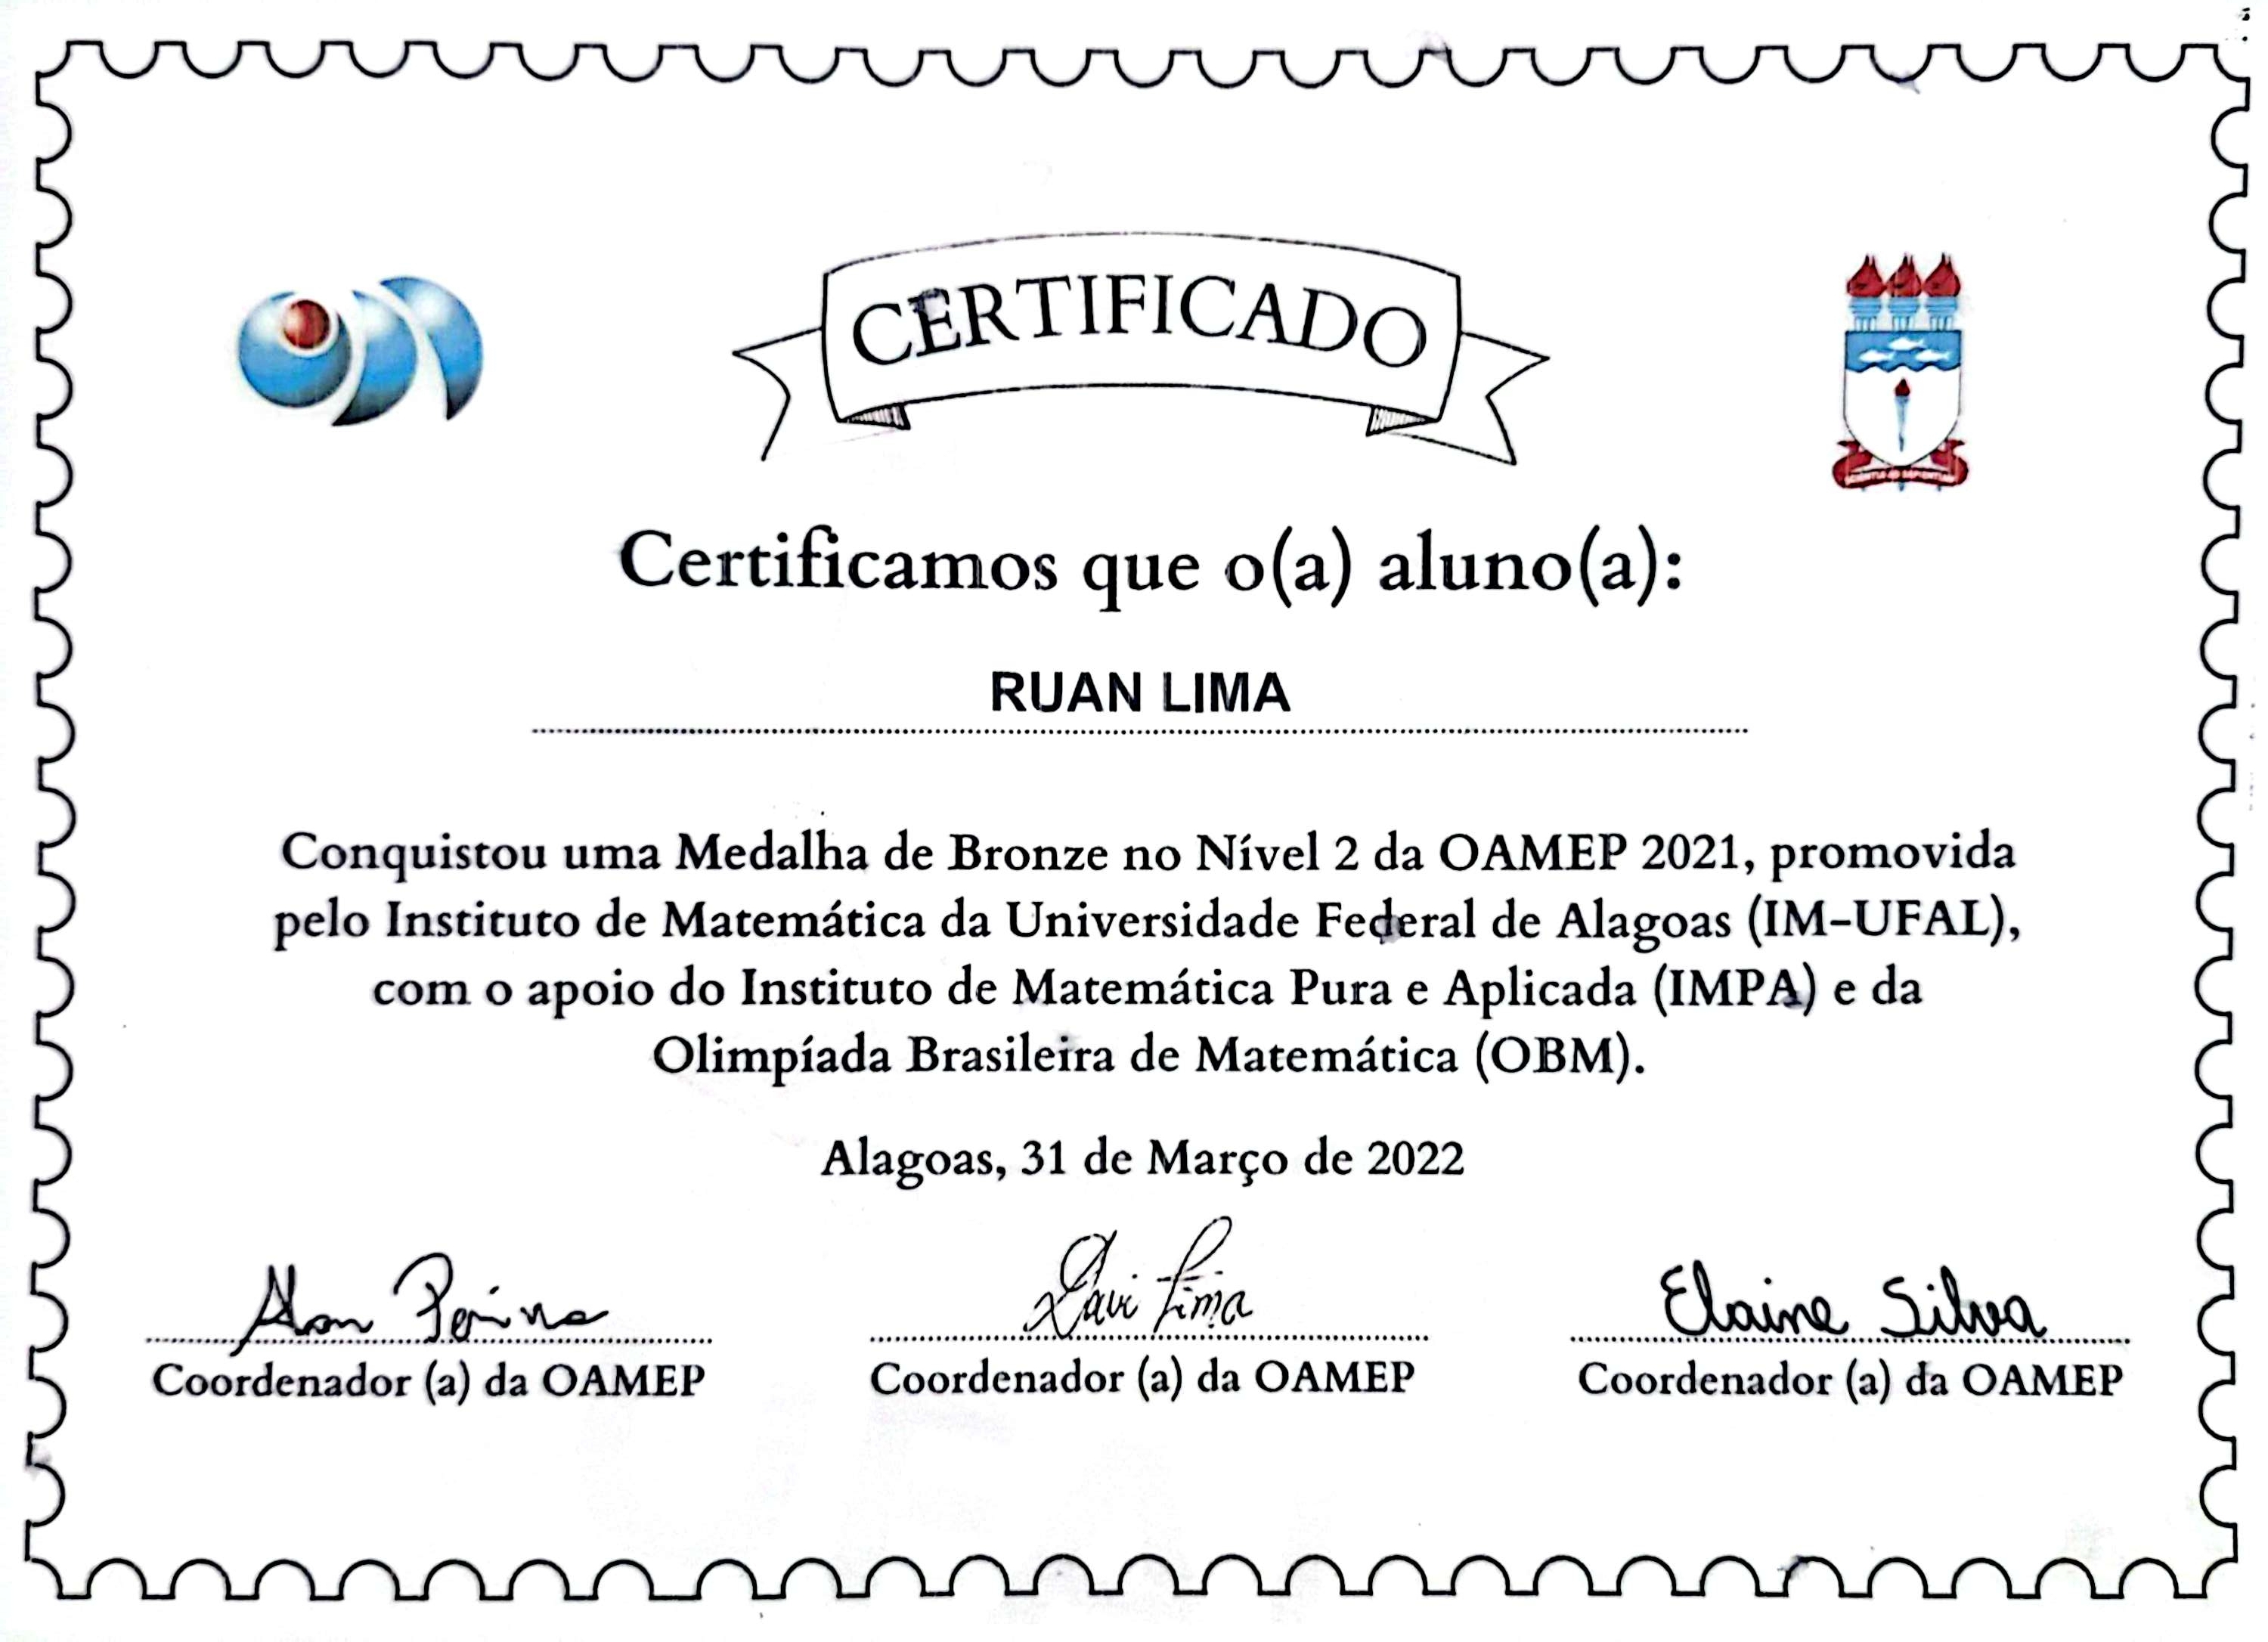 CERTIFICADO
Certificamos que o(a) aluno(a):
RUAN LIMA
Conquistou uma Medalha de Bronze no Nível 2 da OAMEP 2021, promovida
pelo Instituto de Matemática da Universidade Federal de Alagoas (IM-UFAL),
com o apoio do Instituto de Matemática Pura e Aplicada (IMPA) e da
Olimpíada Brasileira de Matemática (OBM).
Alagoas, 31 de Março de 2022
Davi Lima
Elaine Silva
Coordenador (a) da OAMEP
Coordenador (a) da OAMEP
Coordenador (a) da OAMEP